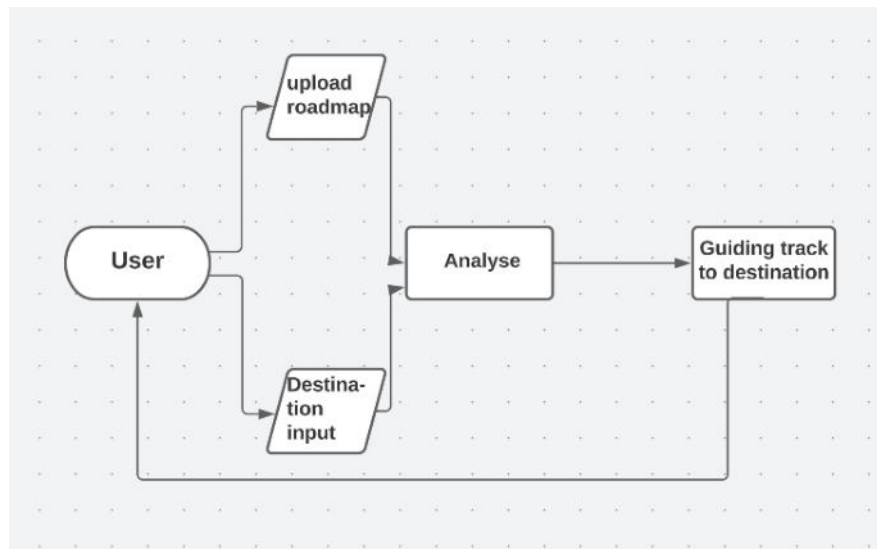 upload
roadmap
User
Analyse
Guiding track
to destination
Destina-
tion
input